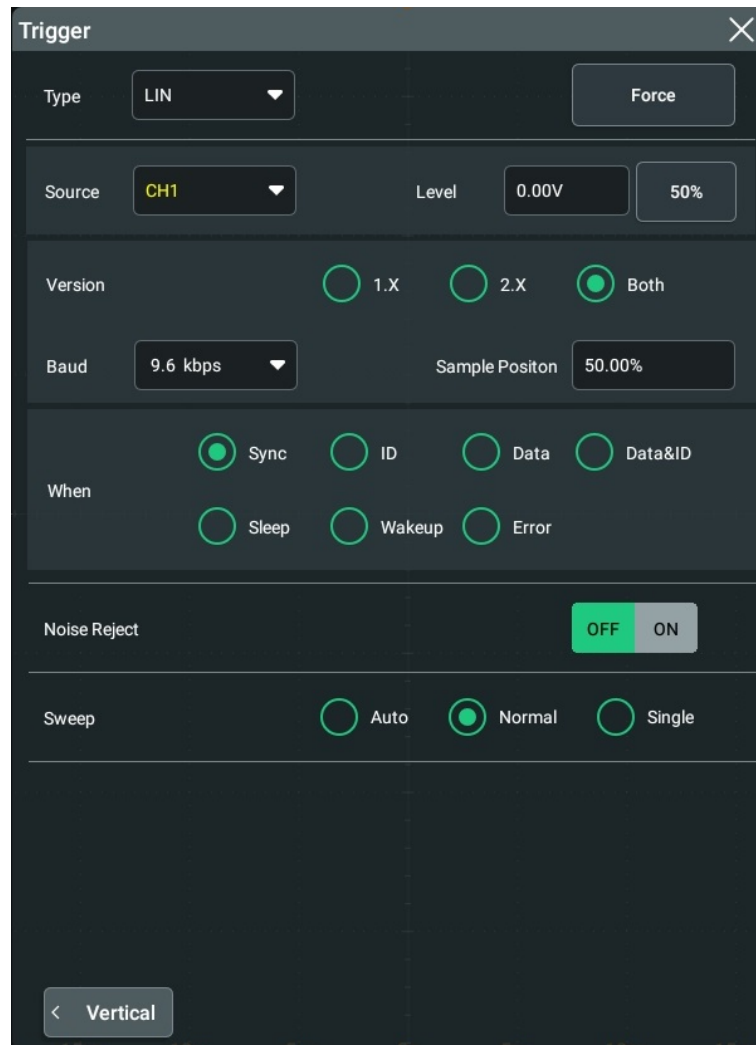 Trigger
Type LIN Force
Source CH1 Level 0.00V 50%
Version 1.X 2.X Both
Baud 9.6 kbps Sample Positon 50.00%
Sync ID Data Data&ID
When
Sleep Wakeup Error
Noise Reject OFF ON
Sweep Auto Normal Single
< Vertical